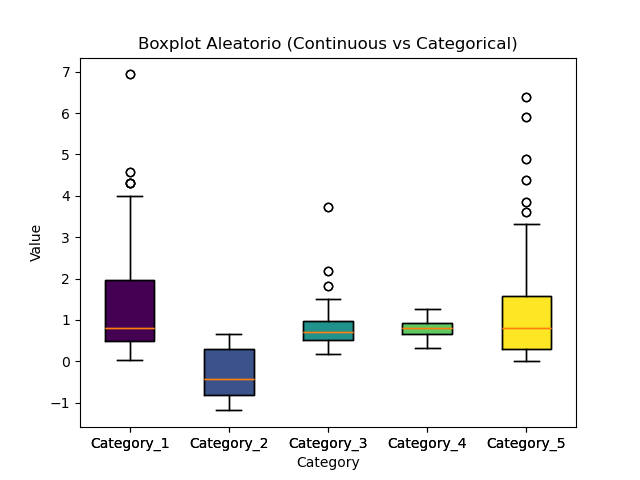 Boxplot Aleatorio (Continuous vs Categorical)
Value
7
6
5
4
3
2
1
0
−1
Category_1 Category_2 Category_3 Category_4 Category_5
Category